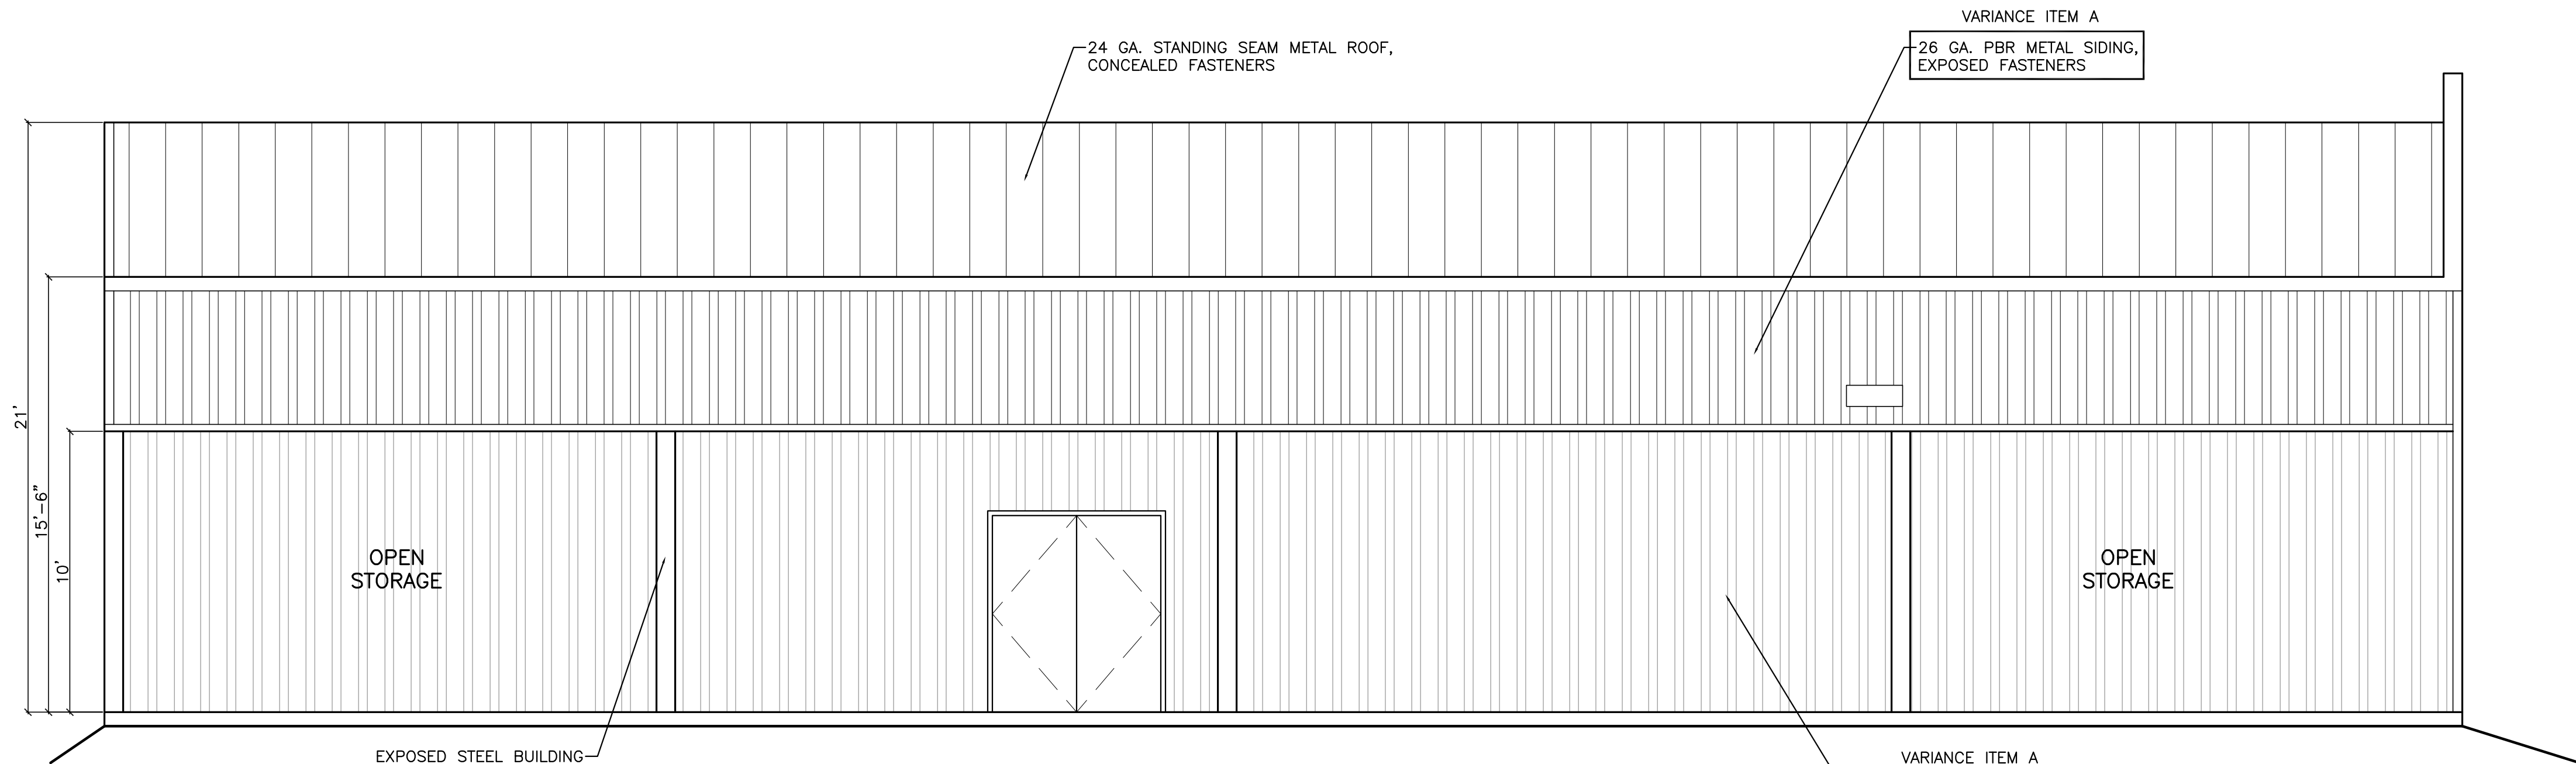 VARIANCE ITEM A
24 GA. STANDING SEAM METAL ROOF,
CONCEALED FASTENERS
26 GA. PBR METAL SIDING,
EXPOSED FASTENERS
21'
15'-6"
10'
OPEN
STORAGE
OPEN
STORAGE
EXPOSED STEEL BUILDING
VARIANCE ITEM A